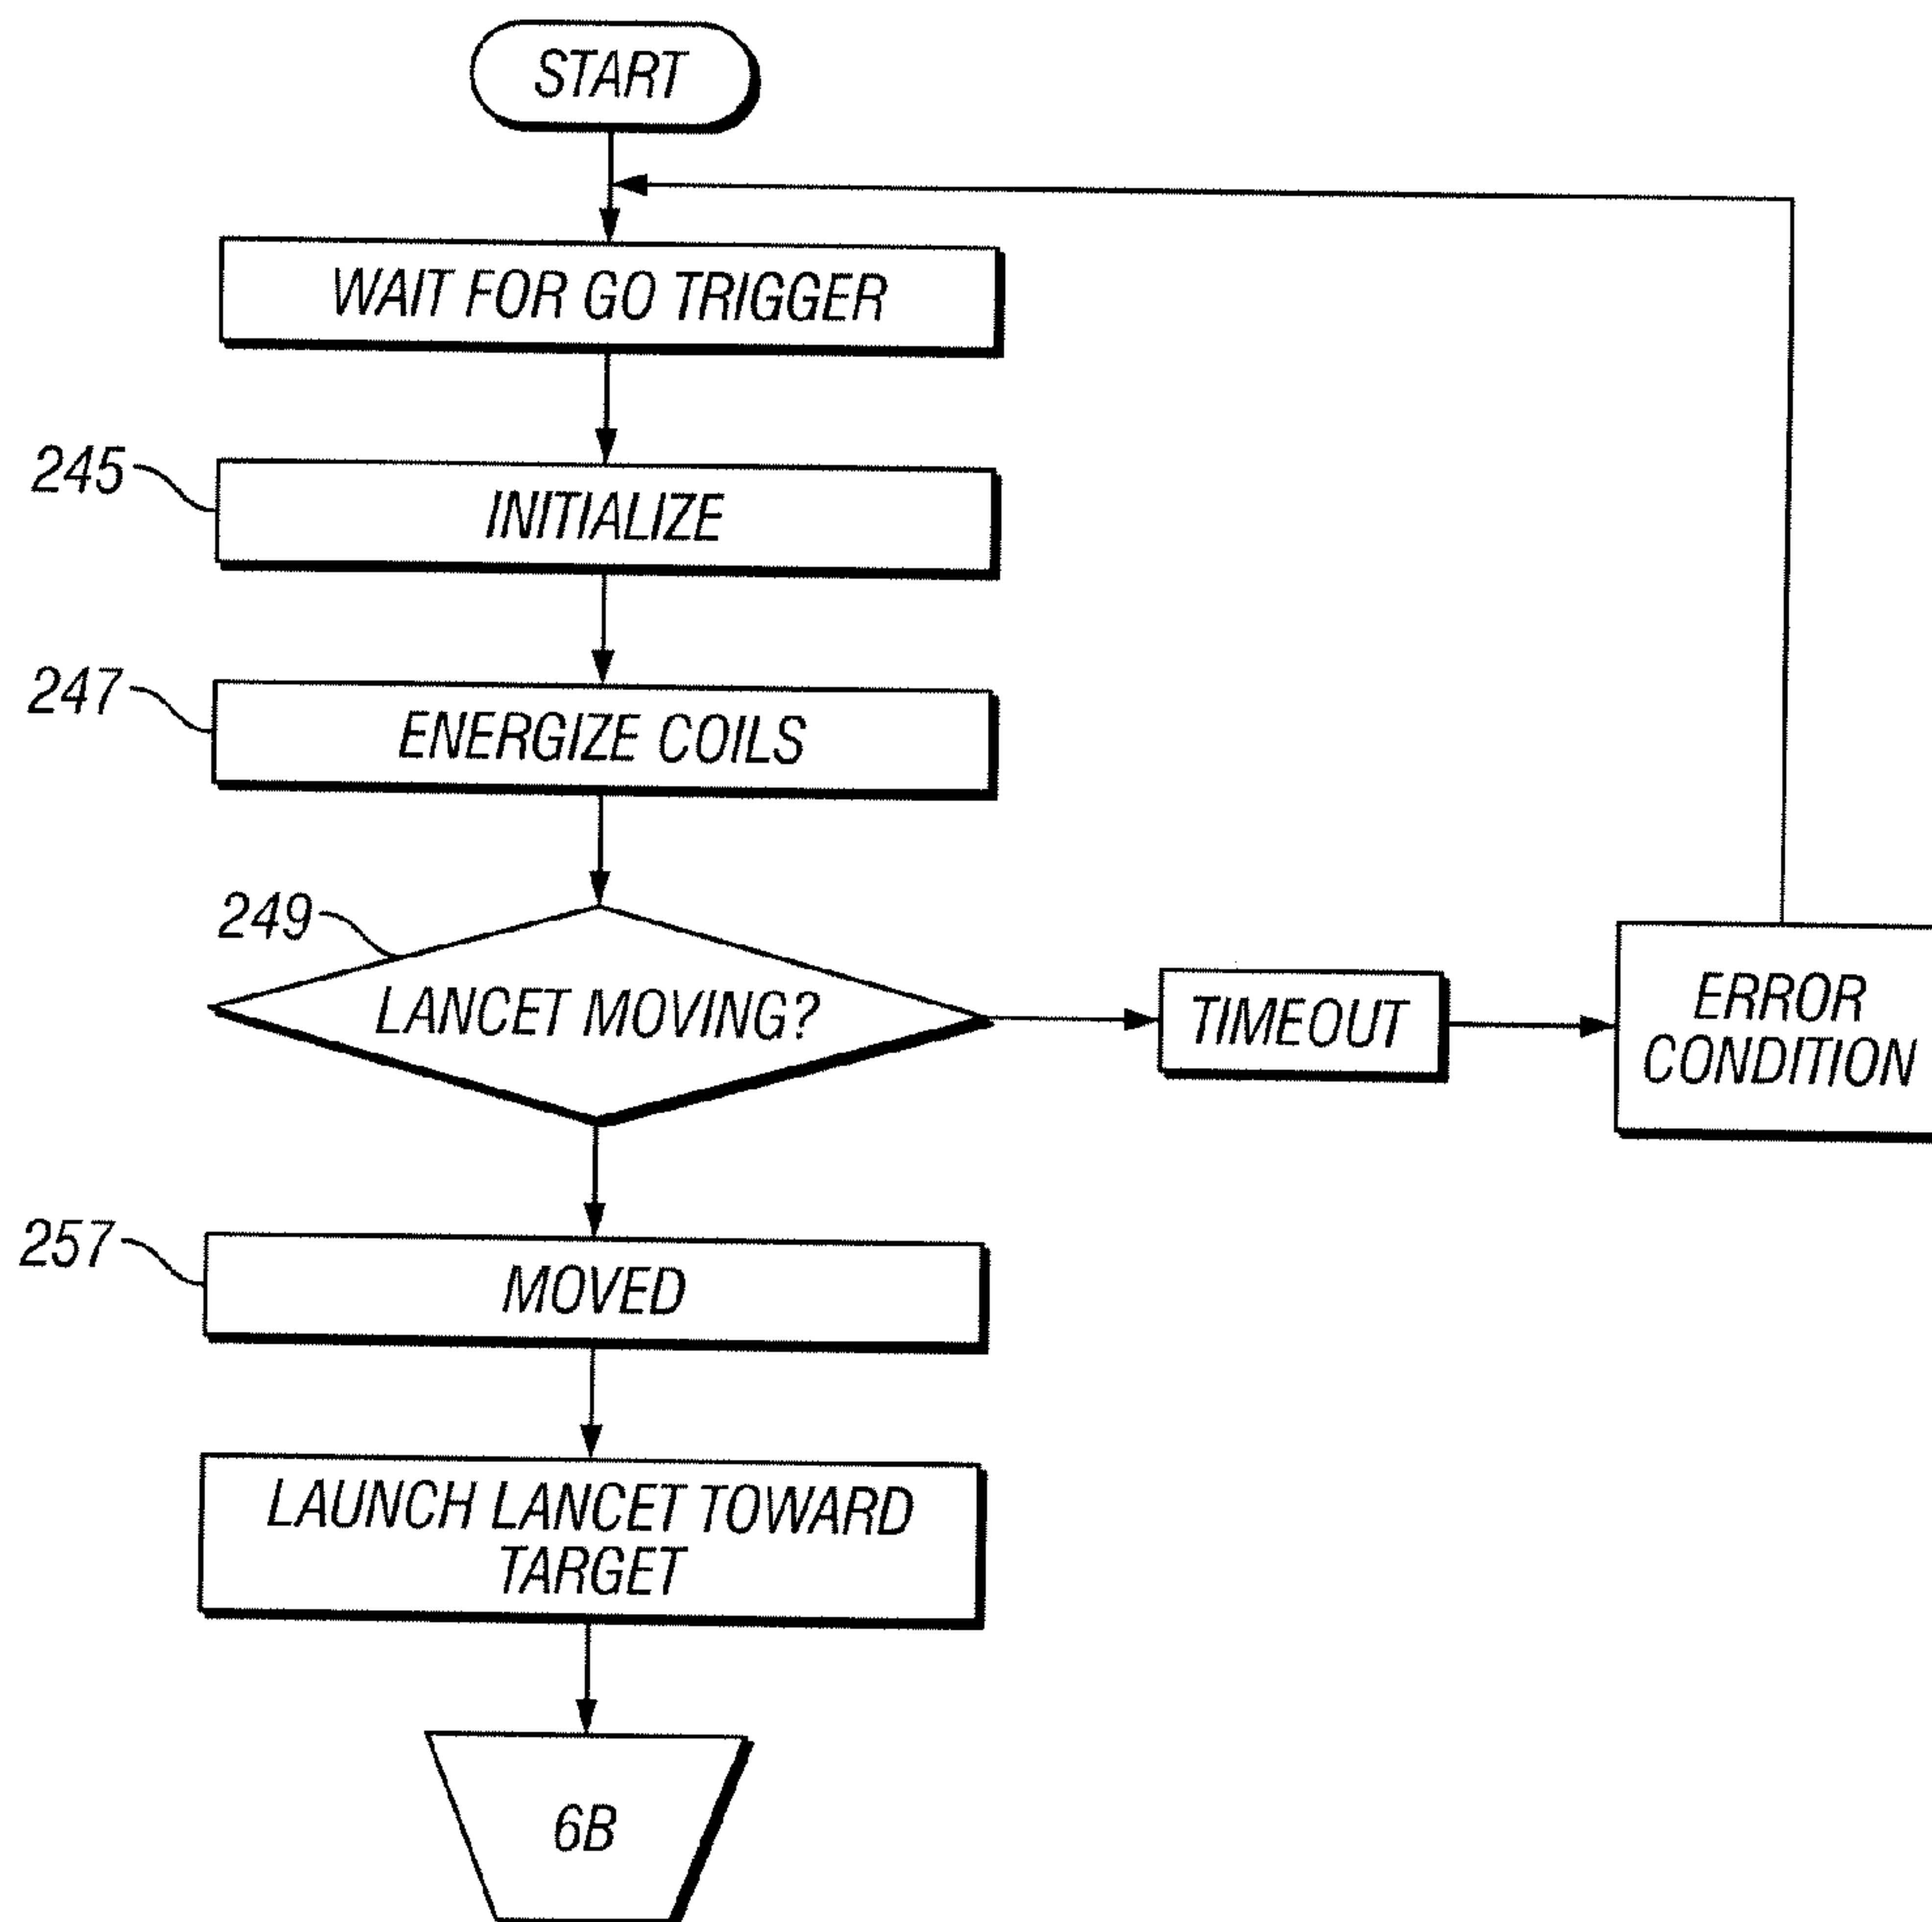 START
WAIT FOR GO TRIGGER
245
INITIALIZE
247
ENERGIZE COILS
249
LANCET MOVING?
TIMEOUT
ERROR
CONDITION
257
MOVED
LAUNCH LANCET TOWARD
TARGET
6B